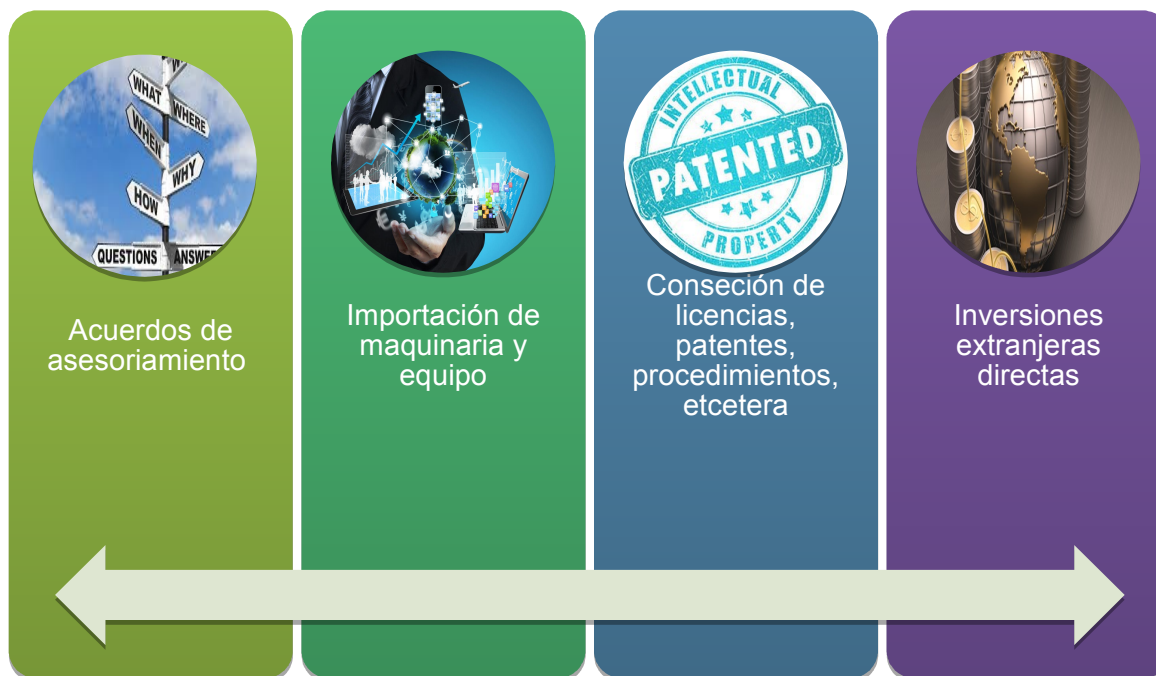 WHAT
WHERE
WHEN
WHY
HOW
QUESTIONS
Acuerdos de
asesoriamiento
Importación de
maquinaria y
equipo
INTELLECTUAL
PATENTED
PROPERTY
Conseción de
licencias,
patentes,
procedimientos,
etcetera
Inversiones
extranjeras
directas